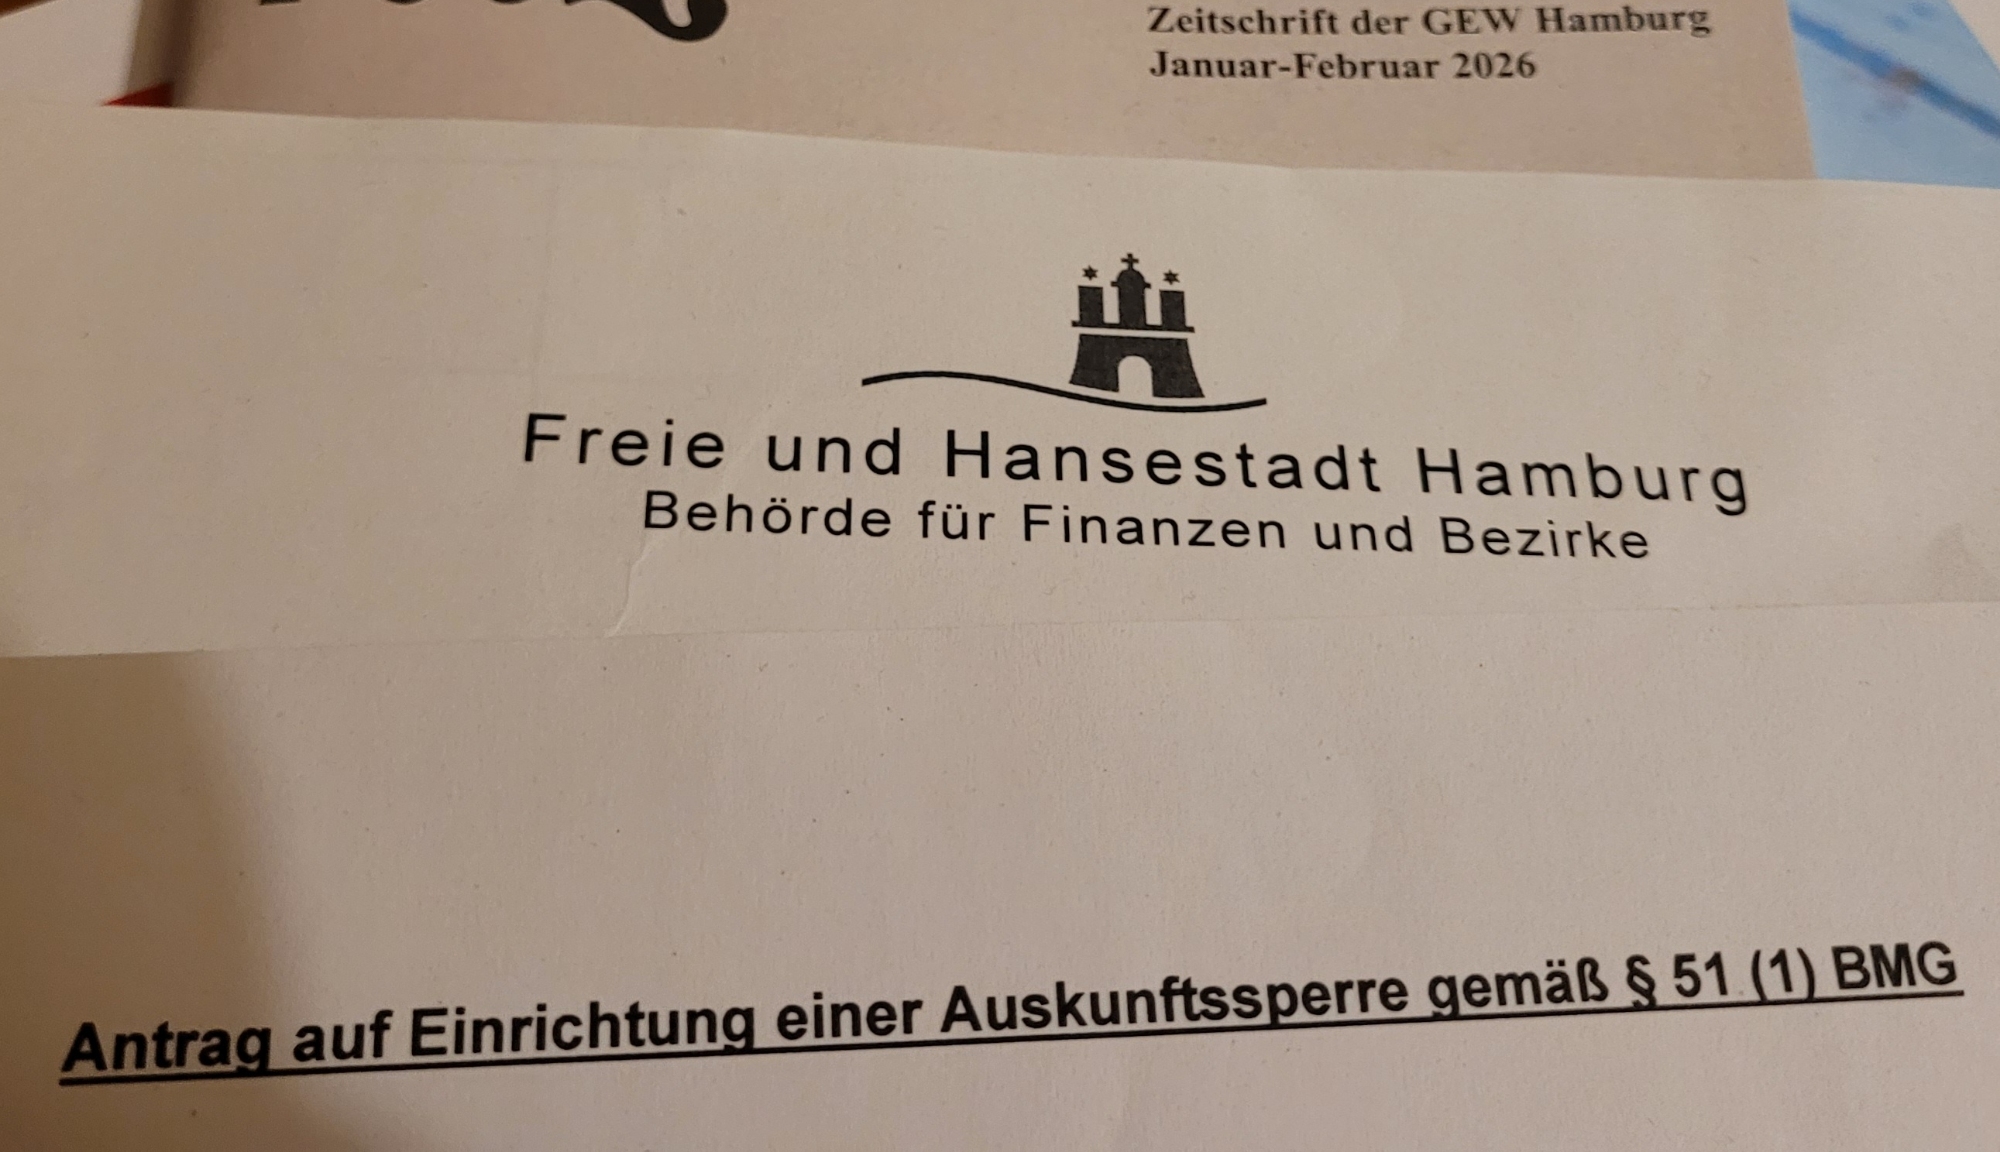 Zeitschrift der GEW Hamburg
Januar-Februar 2026
Freie und Hansestadt Hamburg
Behörde für Finanzen und Bezirke
Antrag auf Einrichtung einer Auskunftssperre gemäß § 51 (1) BMG